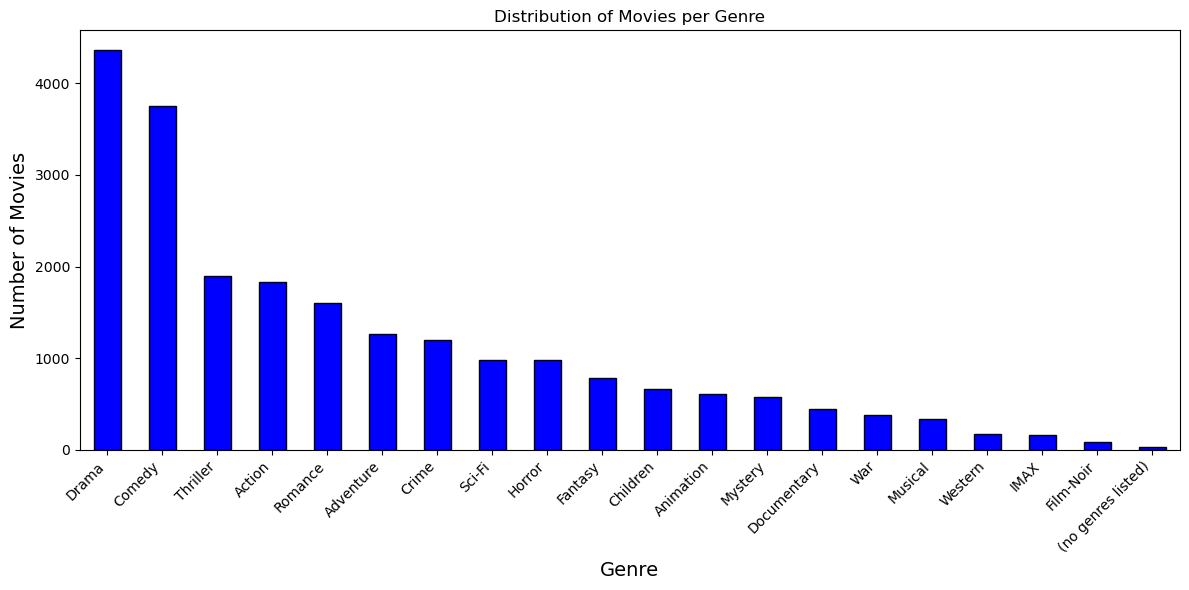 Distribution of Movies per Genre
Number of Movies
4000
3000
2000
1000
0
Drama
Comedy
Thriller
Action
Romance
Adventure
Crime
Sci-Fi
Horror
Fantasy
Children
Animation
Mystery
Documentary
War
Musical
Western
IMAX
Film-Noir
(no genres listed)
Genre